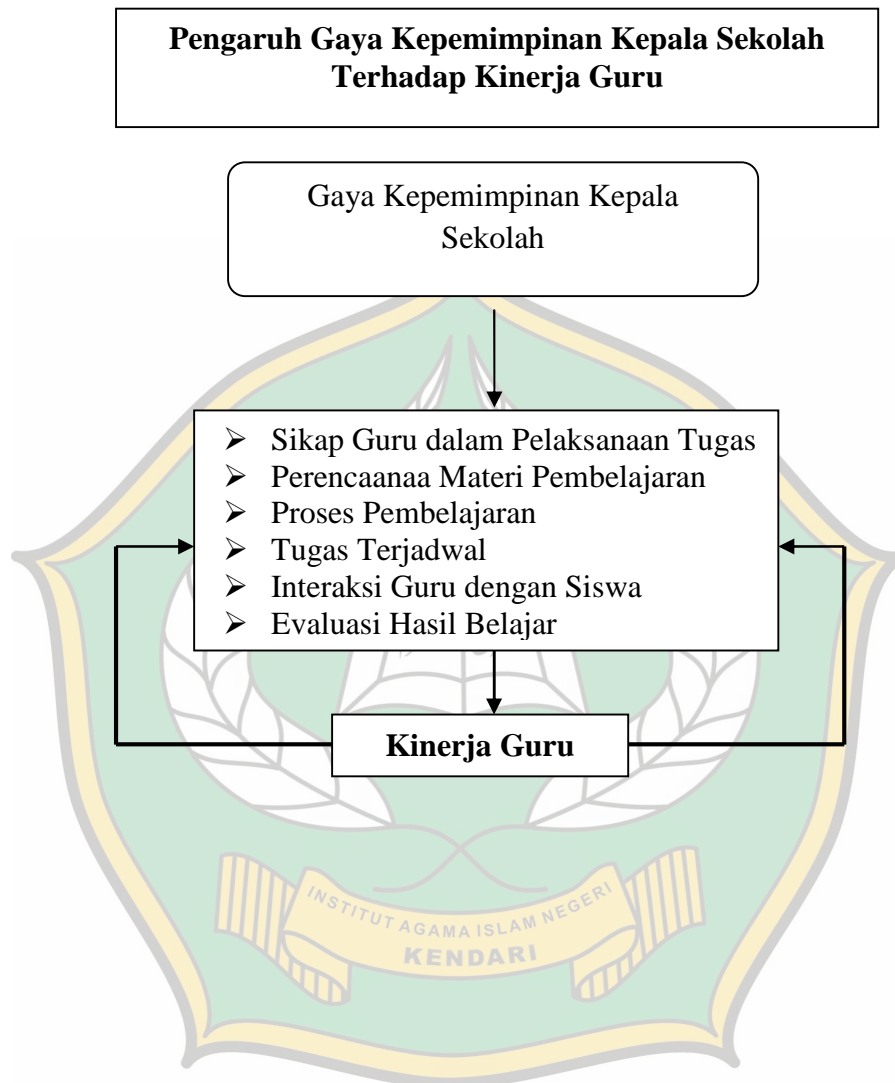 Pengaruh Gaya Kepemimpinan Kepala Sekolah
Terhadap Kinerja Guru
Gaya Kepemimpinan Kepala
Sekolah
➢ Sikap Guru dalam Pelaksanaan Tugas
➢ Perencaanaa Materi Pembelajaran
➢ Proses Pembelajaran
➢ Tugas Terjadwal
➢ Interaksi Guru dengan Siswa
➢ Evaluasi Hasil Belajar
Kinerja Guru
INSTITUT AGAMA ISLAM NEGERI
KENDARI